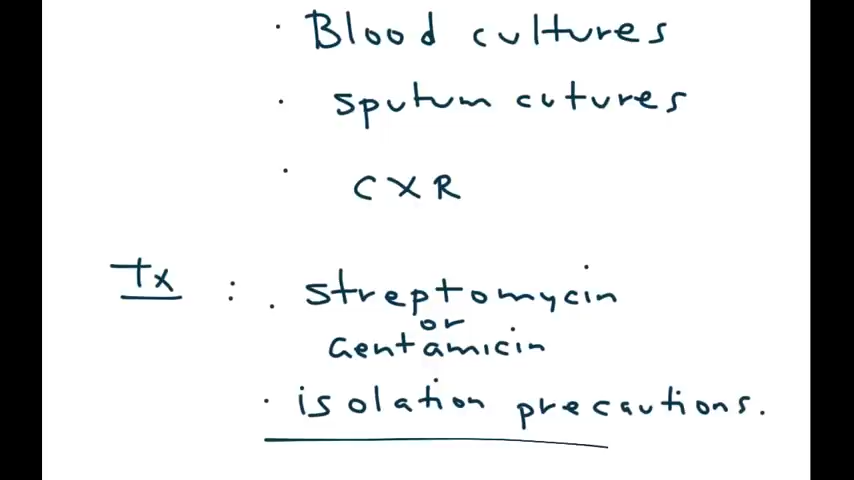 · Blood cultures
· sputum cutures
· CXR
Tx : · streptomycin
or
Gentamicin
· isolation precautions.